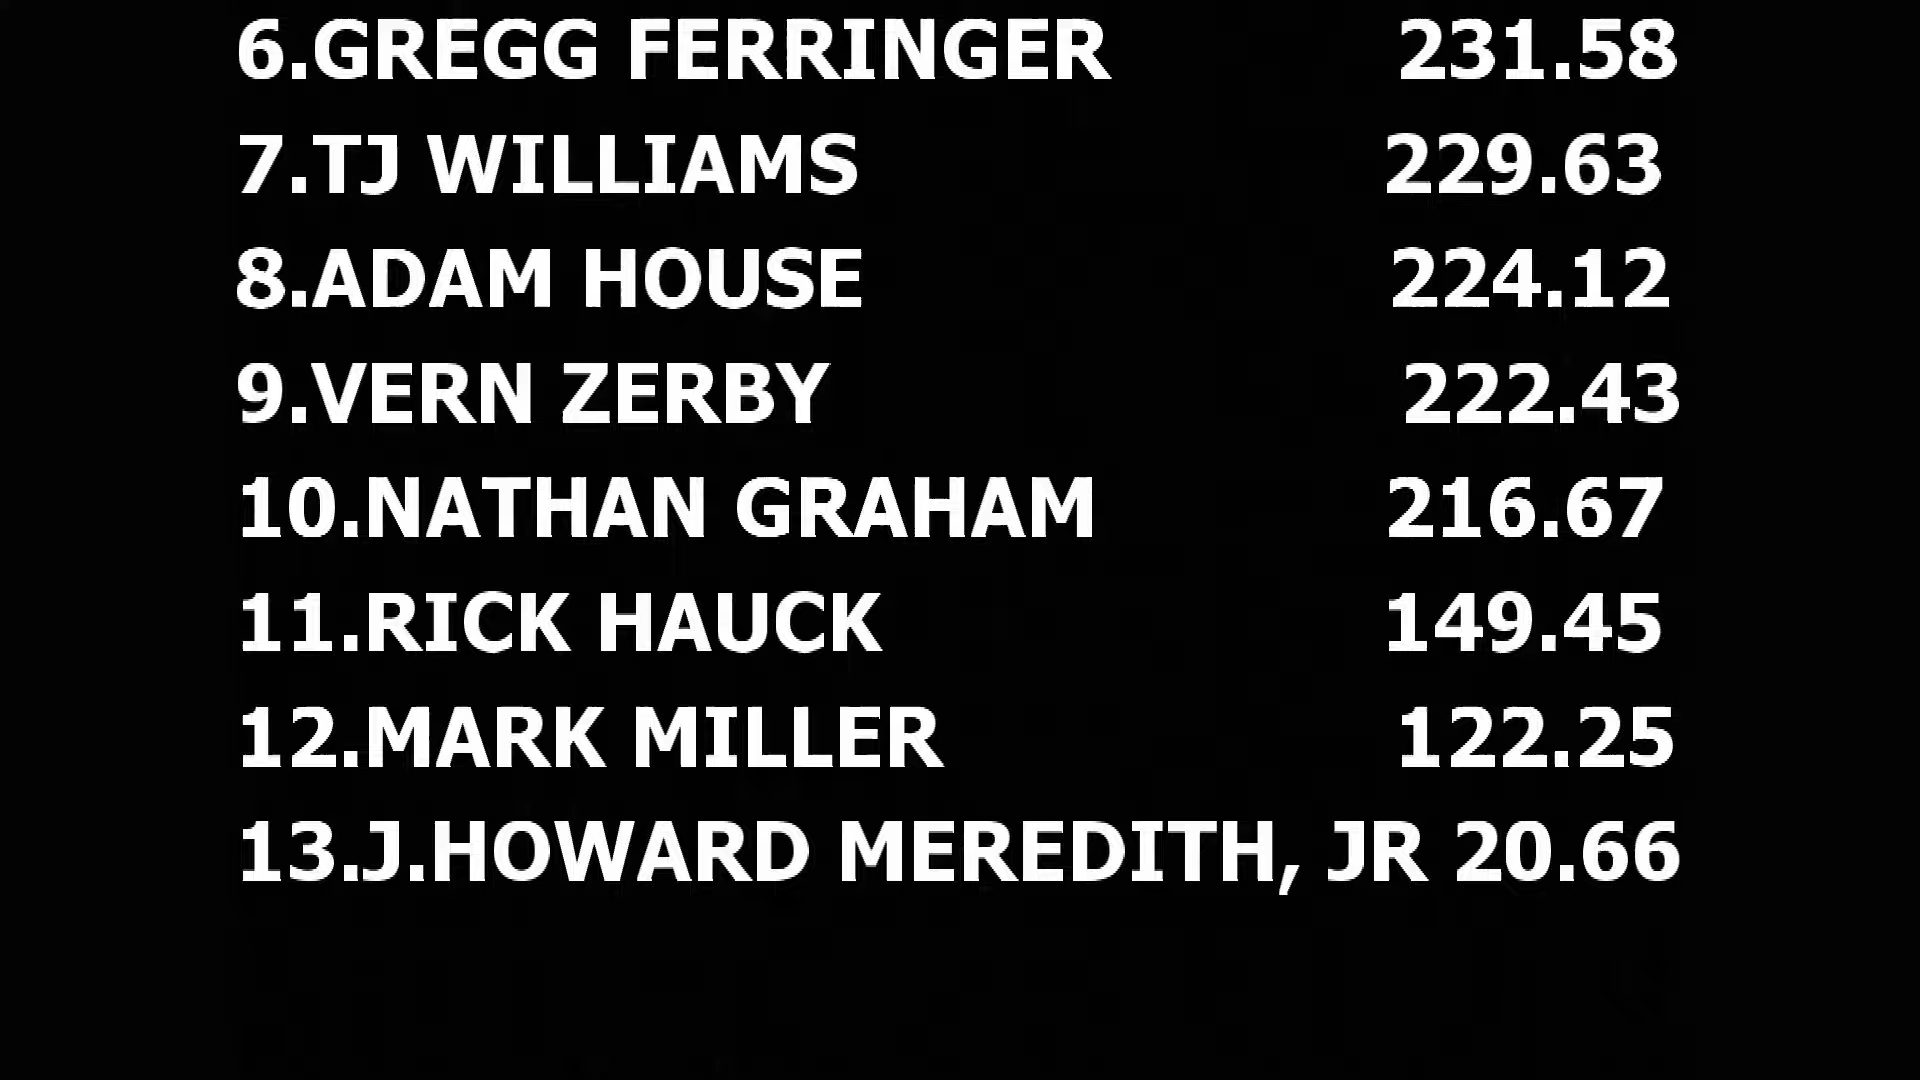 6.GREGG FERRINGER 231.58
7.TJ WILLIAMS 229.63
8.ADAM HOUSE 224.12
9.VERN ZERBY 222.43
10.NATHAN GRAHAM 216.67
11.RICK HAUCK 149.45
12.MARK MILLER 122.25
13.J.HOWARD MEREDITH, JR 20.66